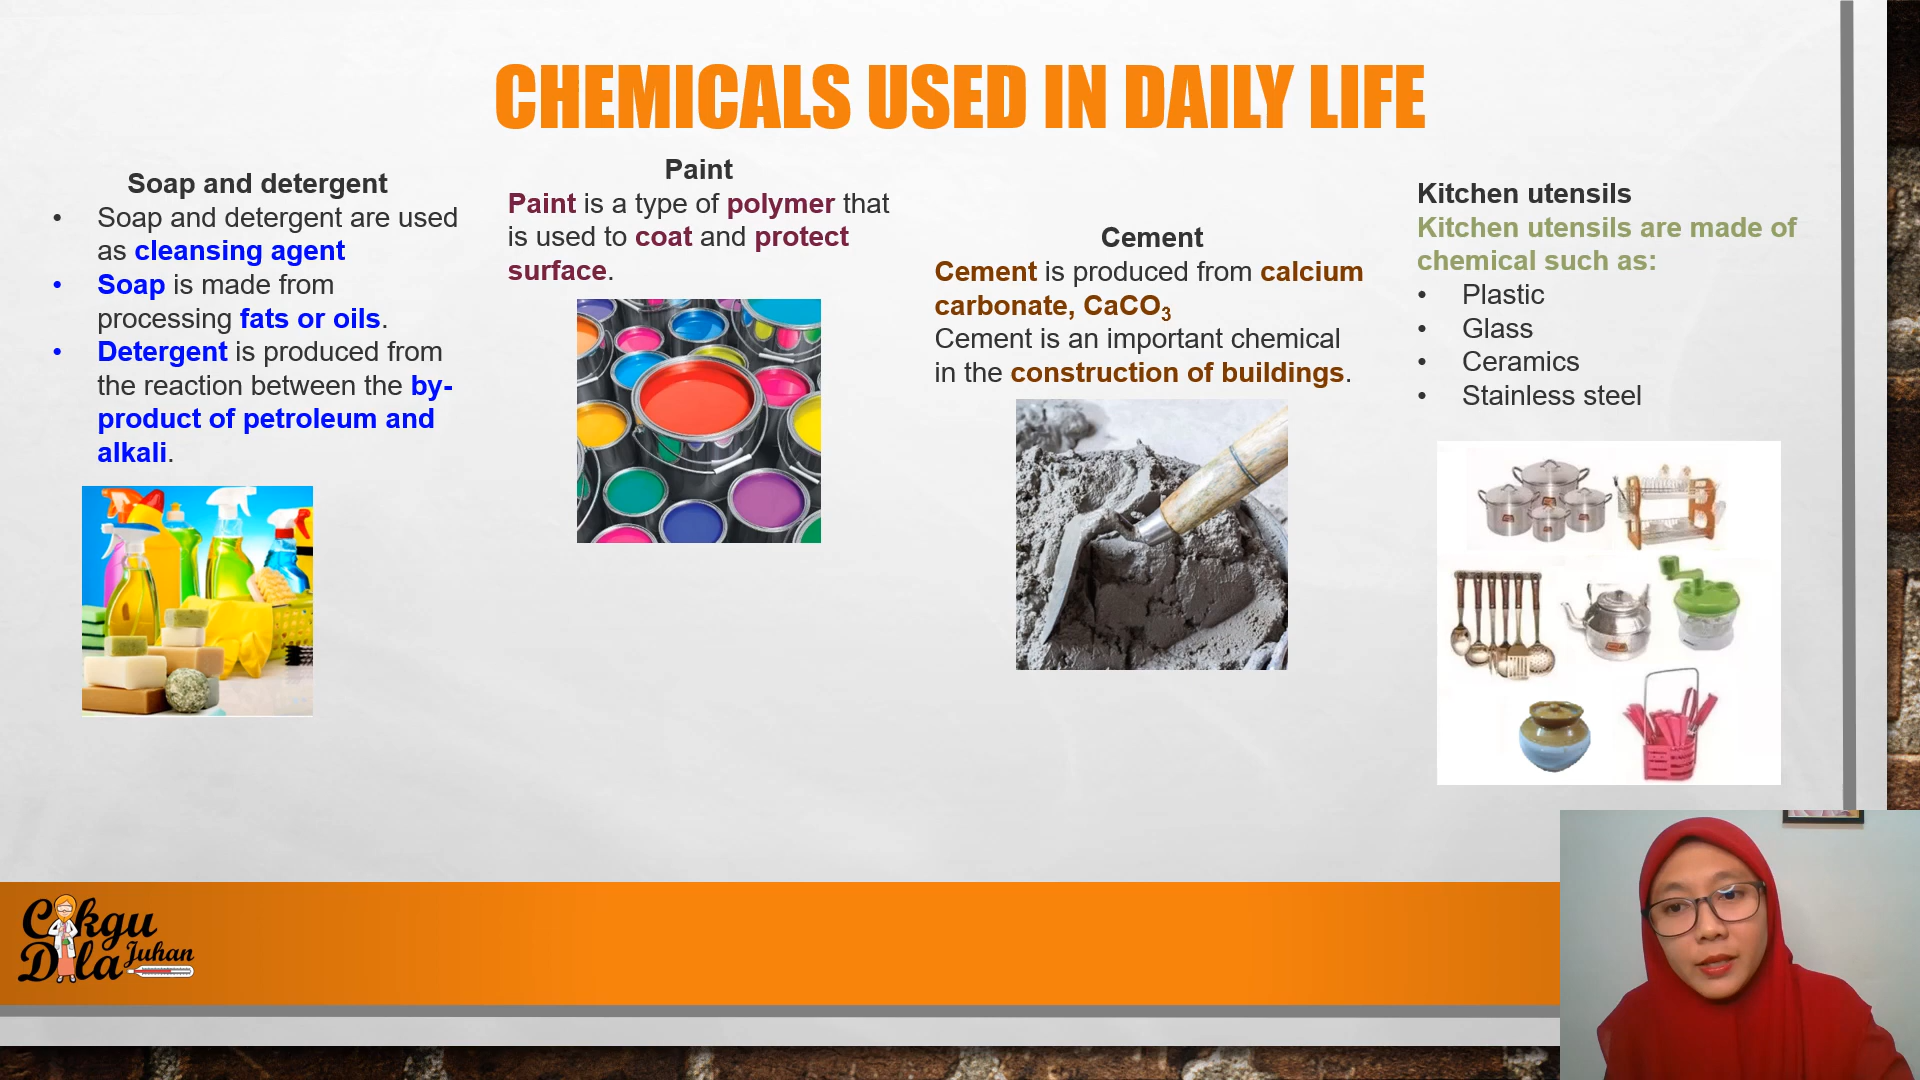 CHEMICALS USED IN DAILY LIFE
Soap and detergent
• Soap and detergent are used
as cleansing agent
• Soap is made from
processing fats or oils.
• Detergent is produced from
the reaction between the by-
product of petroleum and
alkali.
Paint
Paint is a type of polymer that
is used to coat and protect
surface.
Cement
Cement is produced from calcium
carbonate, CaCO₃
Cement is an important chemical
in the construction of buildings.
Kitchen utensils
Kitchen utensils are made of
chemical such as:
• Plastic
• Glass
• Ceramics
• Stainless steel
Cikgu
Dila Juhan